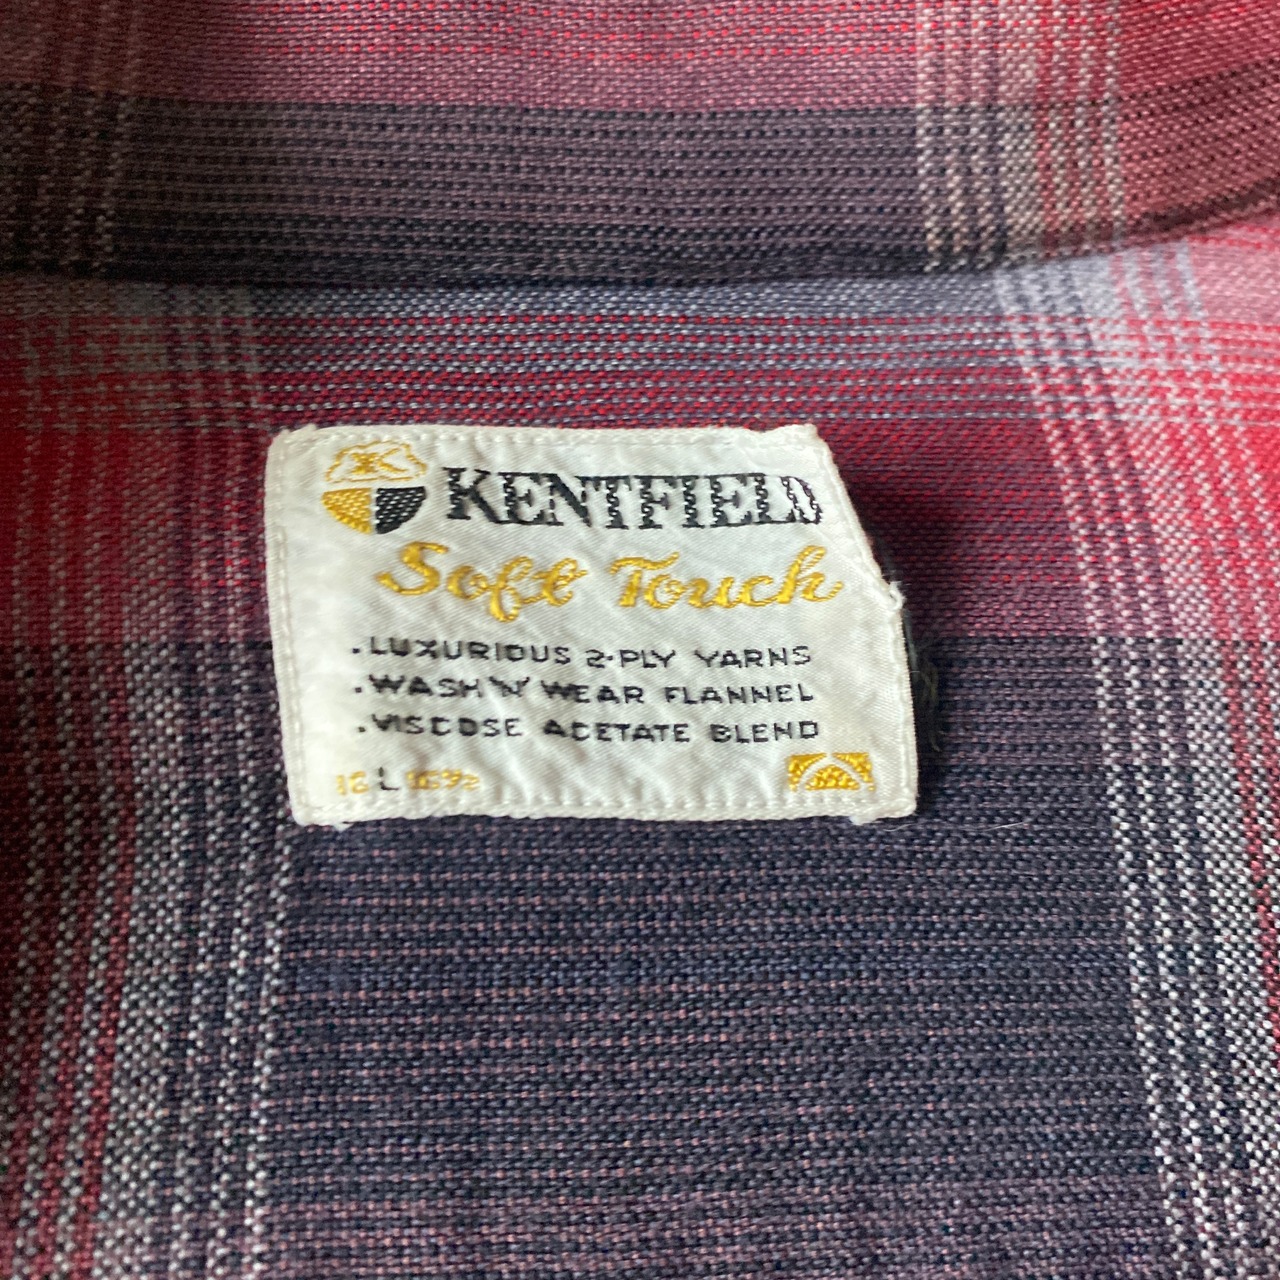 K
KENTFIELD
Soft Touch
.LUXURIOUS 2-PLY YARNS
.WASH'N'WEAR FLANNEL
.VISCOSE ACETATE BLEND
L